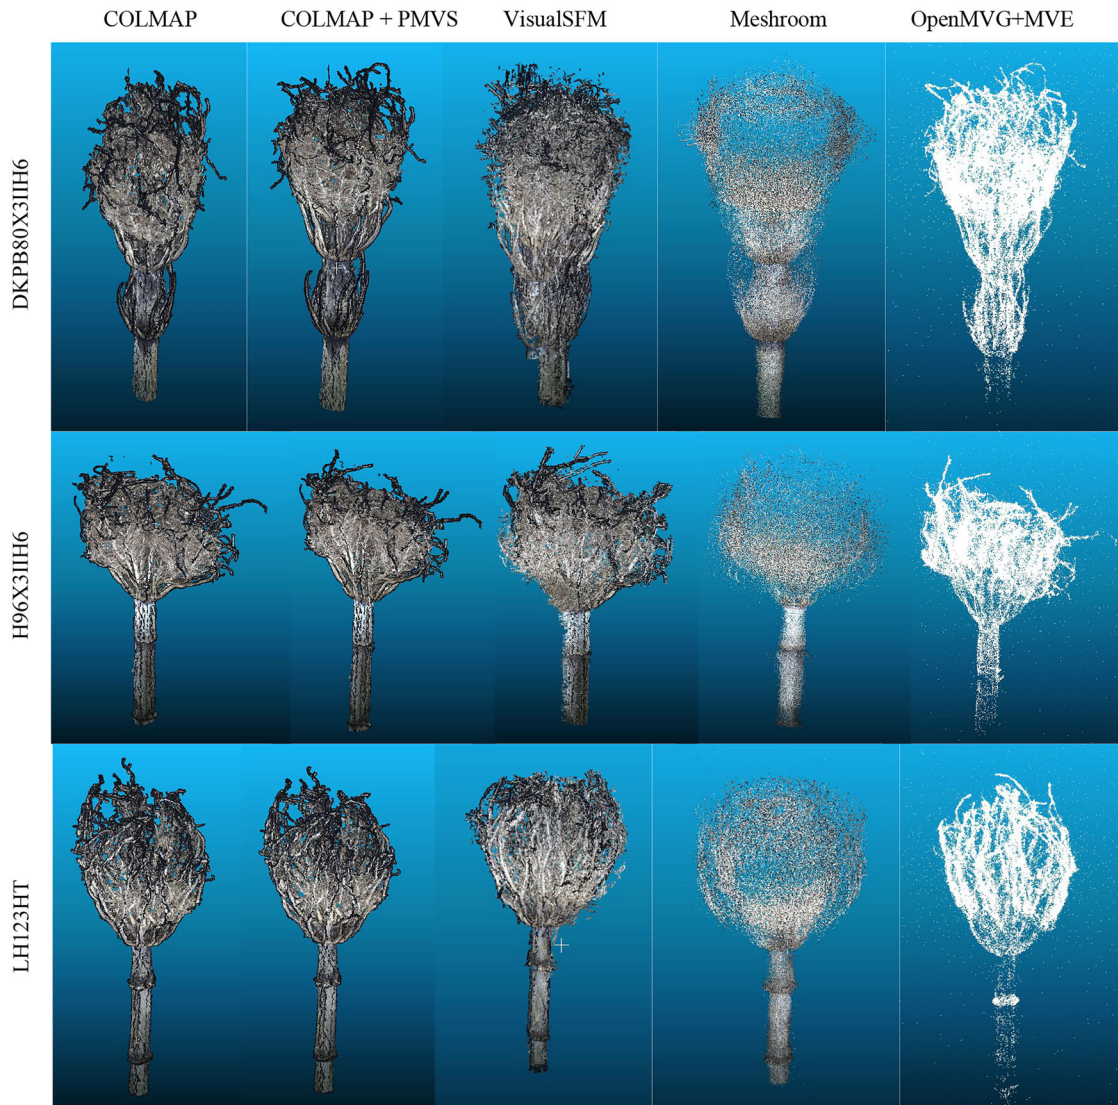 COLMAP
COLMAP + PMVS
VisualSFM
Meshroom
OpenMVG+MVE
DKPB80X3IIH6
H96X3IIH6
LH123HT